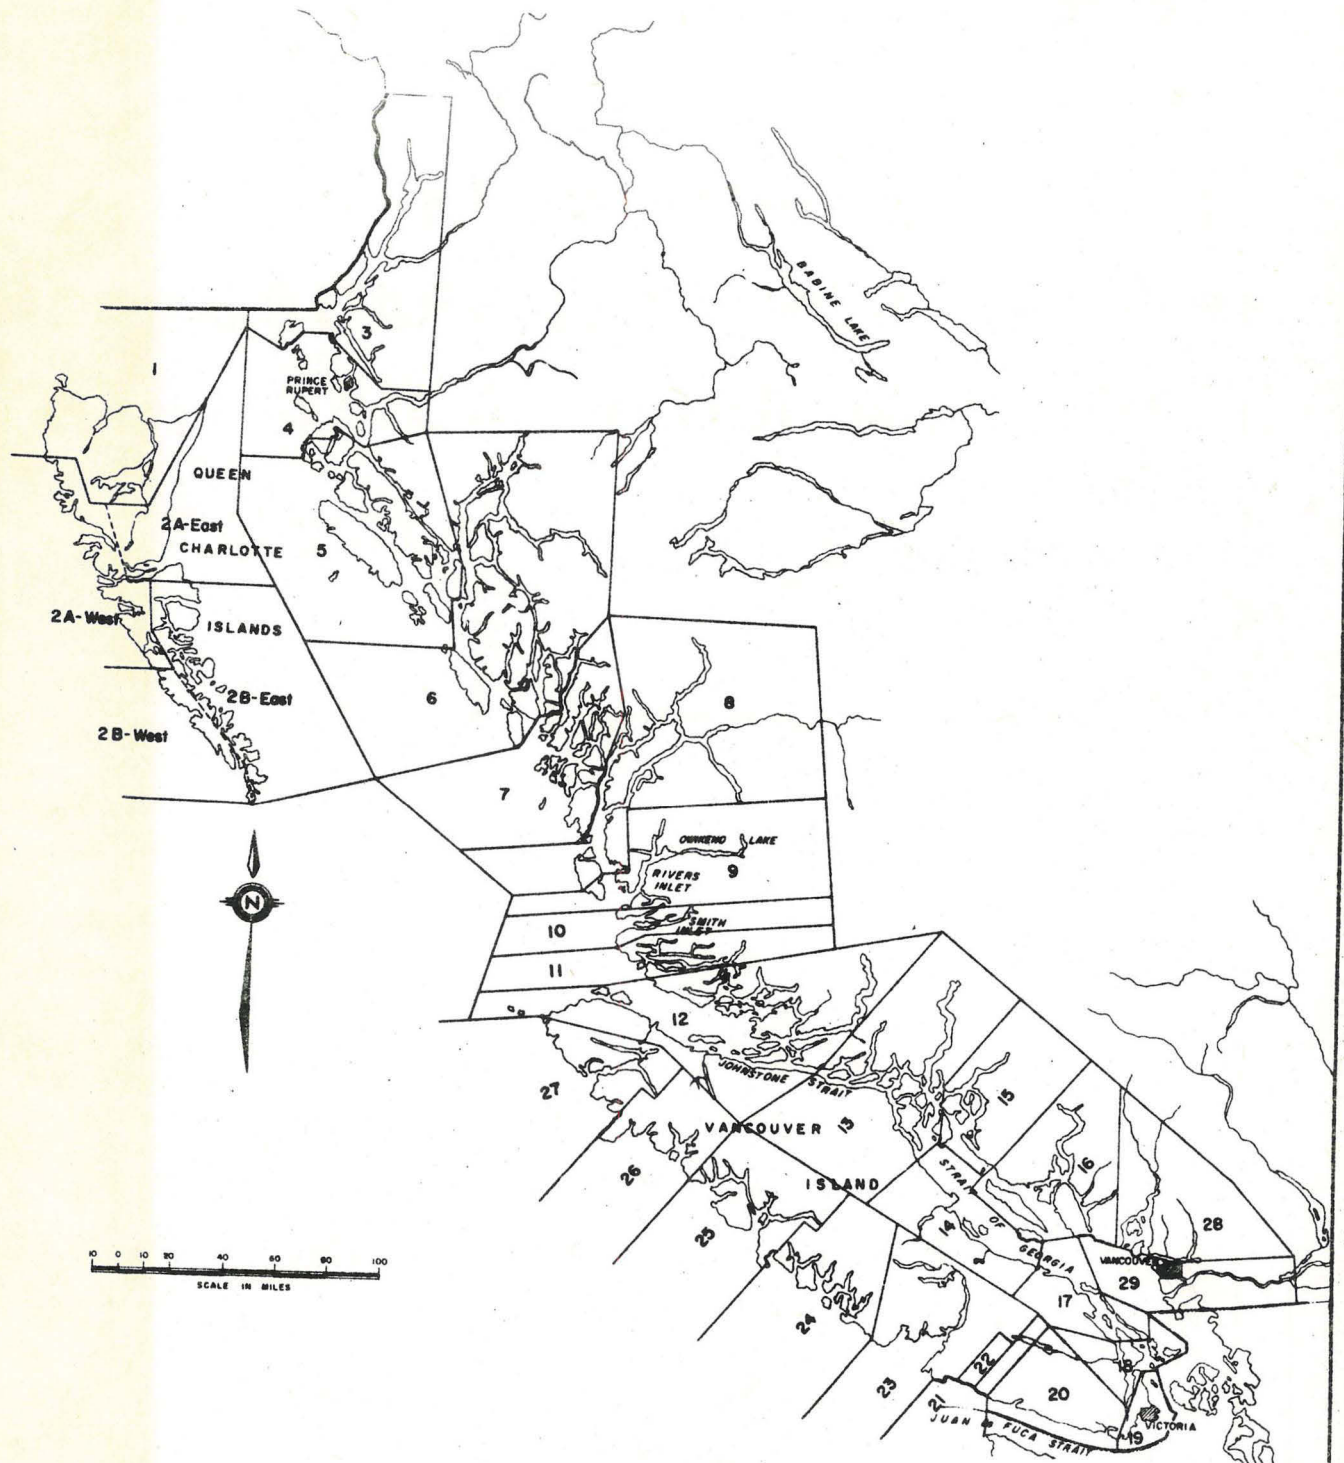 BABINE LAKE
3
1
PRINCE
RUPERT
4
QUEEN
2A-East
CHARLOTTE
5
2A-West
ISLANDS
2B-East
6
8
2B-West
7
OWIKENO LAKE
9
RIVERS
INLET
N
10
SMITH
INLET
11
12
27
JOHNSTONE STRAIT
VANCOUVER
13
15
26
ISLAND
16
25
STRAIT
OF
GEORGIA
14
28
VANCOUVER
29
17
10 0 10 20 40 60 80 100
SCALE IN MILES
24
18
22
23
20
21
JUAN de FUCA STRAIT
VICTORIA
19